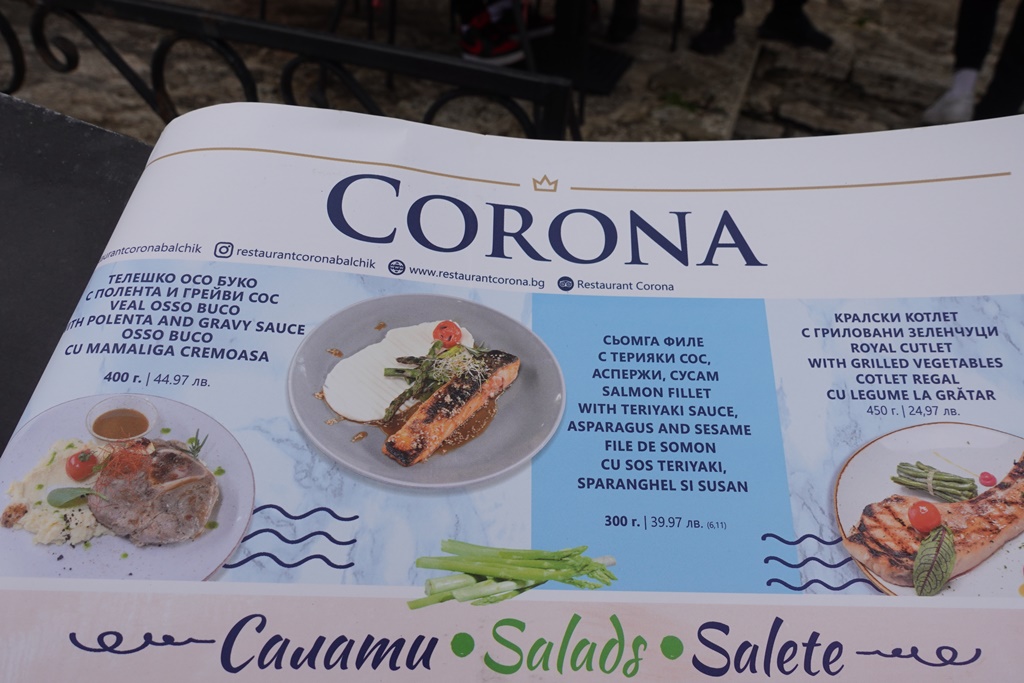 CORONA
restaurantcoronabalchik
www.restaurantcorona.bg
Restaurant Corona
ТЕЛЕШКО ОСО БУКО
С ПОЛЕНТА И ГРЕЙВИ СОС
VEAL OSSO BUCO
POLENTA AND GRAVY SAUCE
OSSO BUCO
CU MAMALIGA CREMOASA
400 г. | 44.97 лв.
СЬОМГА ФИЛЕ
С ТЕРИЯКИ СОС,
АСПЕРЖИ, СУСАМ
SALMON FILLET
WITH TERIYAKI SAUCE,
ASPARAGUS AND SESAME
FILE DE SOMON
CU SOS TERIYAKI,
SPARANGHEL SI SUSAN
300 г. | 39.97 лв. (6,11)
КРАЛСКИ КОТЛЕТ
С ГРИЛОВАНИ ЗЕЛЕНЧУЦИ
ROYAL CUTLET
WITH GRILLED VEGETABLES
COTLET REGAL
CU LEGUME LA GRĂTAR
450 г. | 24,97 лв.
Салати • Salads • Salete